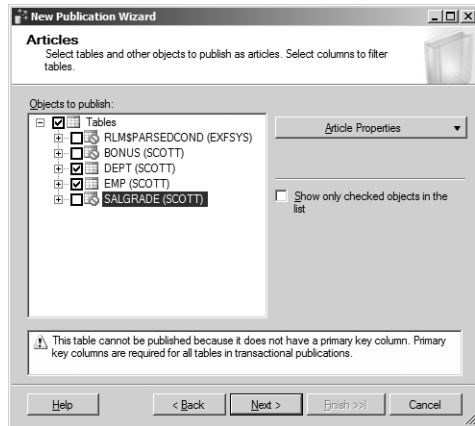 New Publication Wizard
Articles
Select tables and other objects to publish as articles. Select columns to filter
tables.
Objects to publish:
Tables
RLM$PARSEDCOND (EXFSYS)
BONUS (SCOTT)
DEPT (SCOTT)
EMP (SCOTT)
SALGRADE (SCOTT)
Article Properties
Show only checked objects in the
list
This table cannot be published because it does not have a primary key column. Primary
key columns are required for all tables in transactional publications.
Help
< Back
Next >
Finish >>|
Cancel